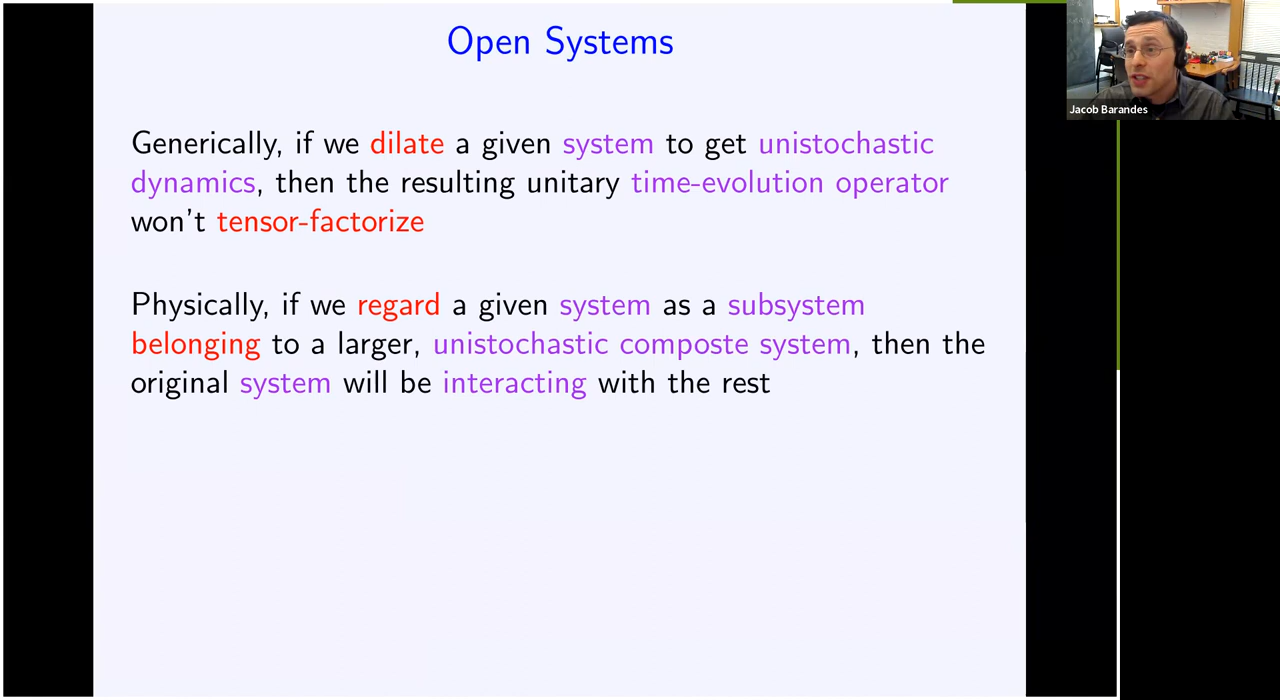 Open Systems
Generically, if we dilate a given system to get unistochastic
dynamics, then the resulting unitary time-evolution operator
won't tensor-factorize
Physically, if we regard a given system as a subsystem
belonging to a larger, unistochastic composte system, then the
original system will be interacting with the rest
Jacob Barandes